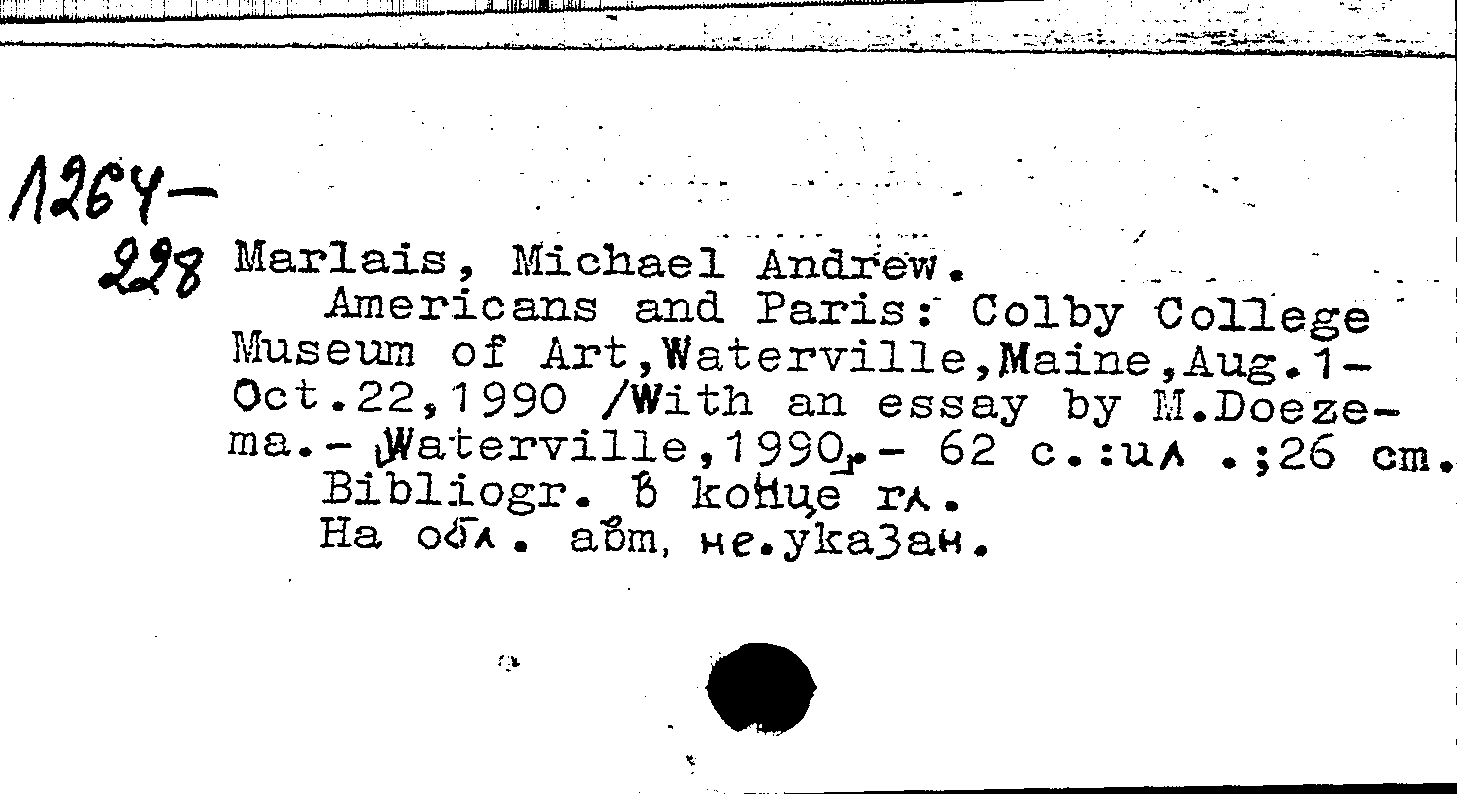 1264-
228 Marlais, Michael Andrew.
Americans and Paris: Colby College
Museum of Art,Waterville,Maine,Aug.1-
Oct.22,1990 /With an essay by M.Doeze-
ma.- Waterville,1990.- 62 c.:ил .;26 cm.
Bibliogr. в конце гл.
На обл. авт. не.указан.